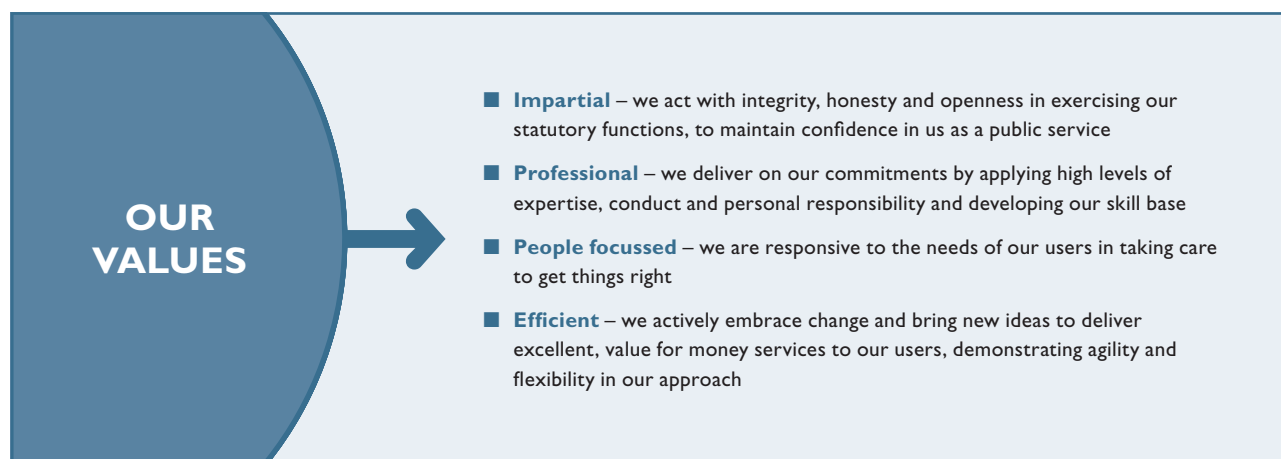 OUR
VALUES
■ Impartial – we act with integrity, honesty and openness in exercising our
statutory functions, to maintain confidence in us as a public service
■ Professional – we deliver on our commitments by applying high levels of
expertise, conduct and personal responsibility and developing our skill base
■ People focussed – we are responsive to the needs of our users in taking care
to get things right
■ Efficient – we actively embrace change and bring new ideas to deliver
excellent, value for money services to our users, demonstrating agility and
flexibility in our approach